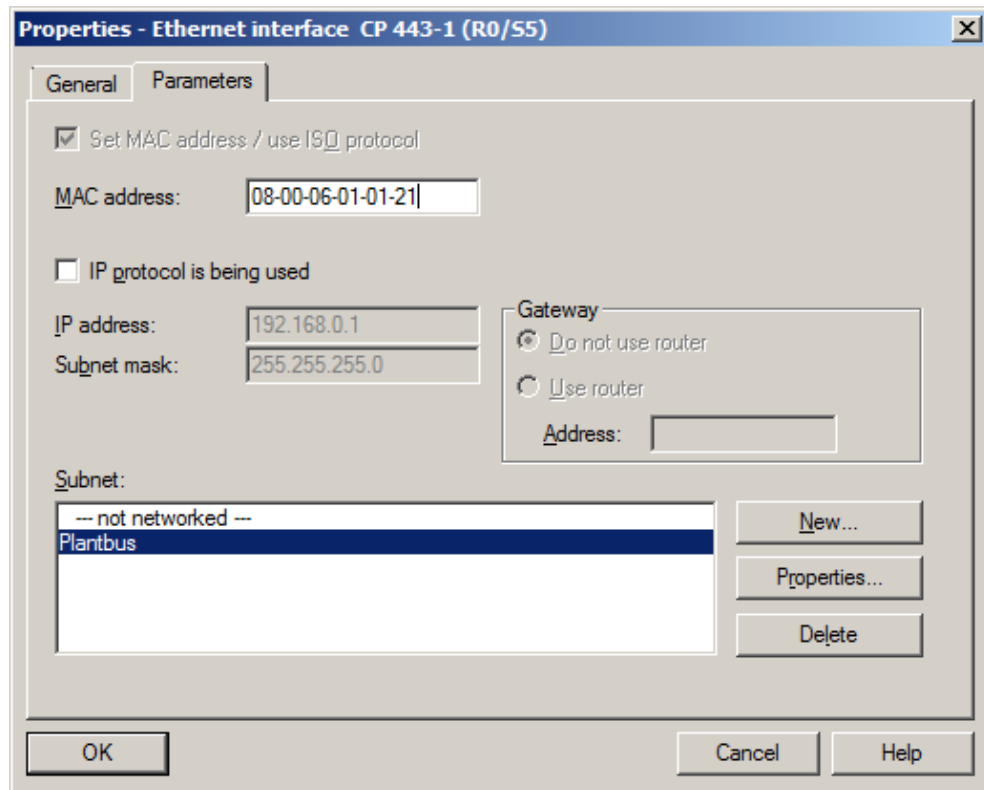 Properties - Ethernet interface CP 443-1 (R0/S5)
General Parameters
Set MAC address / use ISO protocol
MAC address: 08-00-06-01-01-21
IP protocol is being used
IP address: 192.168.0.1
Subnet mask: 255.255.255.0
Gateway
Do not use router
Use router
Address:
Subnet:
--- not networked ---
Plantbus
New...
Properties...
Delete
OK Cancel Help